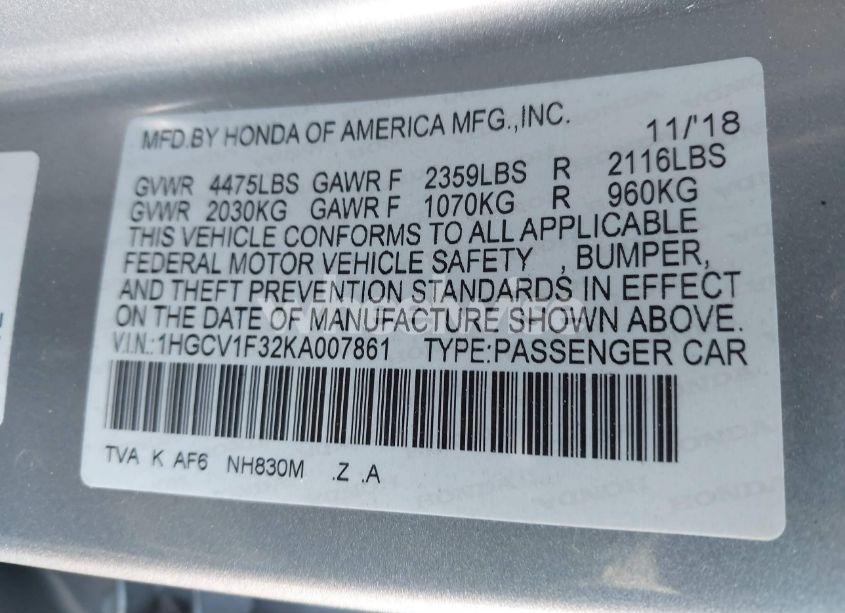 MFD.BY HONDA OF AMERICA MFG.,INC. 11/'18
GVWR 4475LBS GAWR F 2359LBS R 2116LBS
GVWR 2030KG GAWR F 1070KG R 960KG
THIS VEHICLE CONFORMS TO ALL APPLICABLE
FEDERAL MOTOR VEHICLE SAFETY , BUMPER,
AND THEFT PREVENTION STANDARDS IN EFFECT
ON THE DATE OF MANUFACTURE SHOWN ABOVE.
V.I.N.:1HGCV1F32KA007861 TYPE:PASSENGER CAR
TVA K AF6 NH830M .Z .A